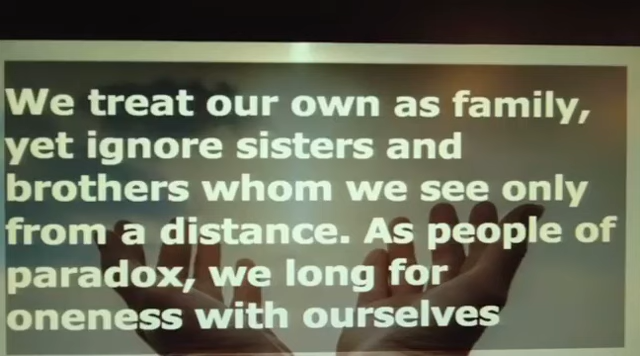 We treat our own as family,
yet ignore sisters and
brothers whom we see only
from a distance. As people of
paradox, we long for
oneness with ourselves